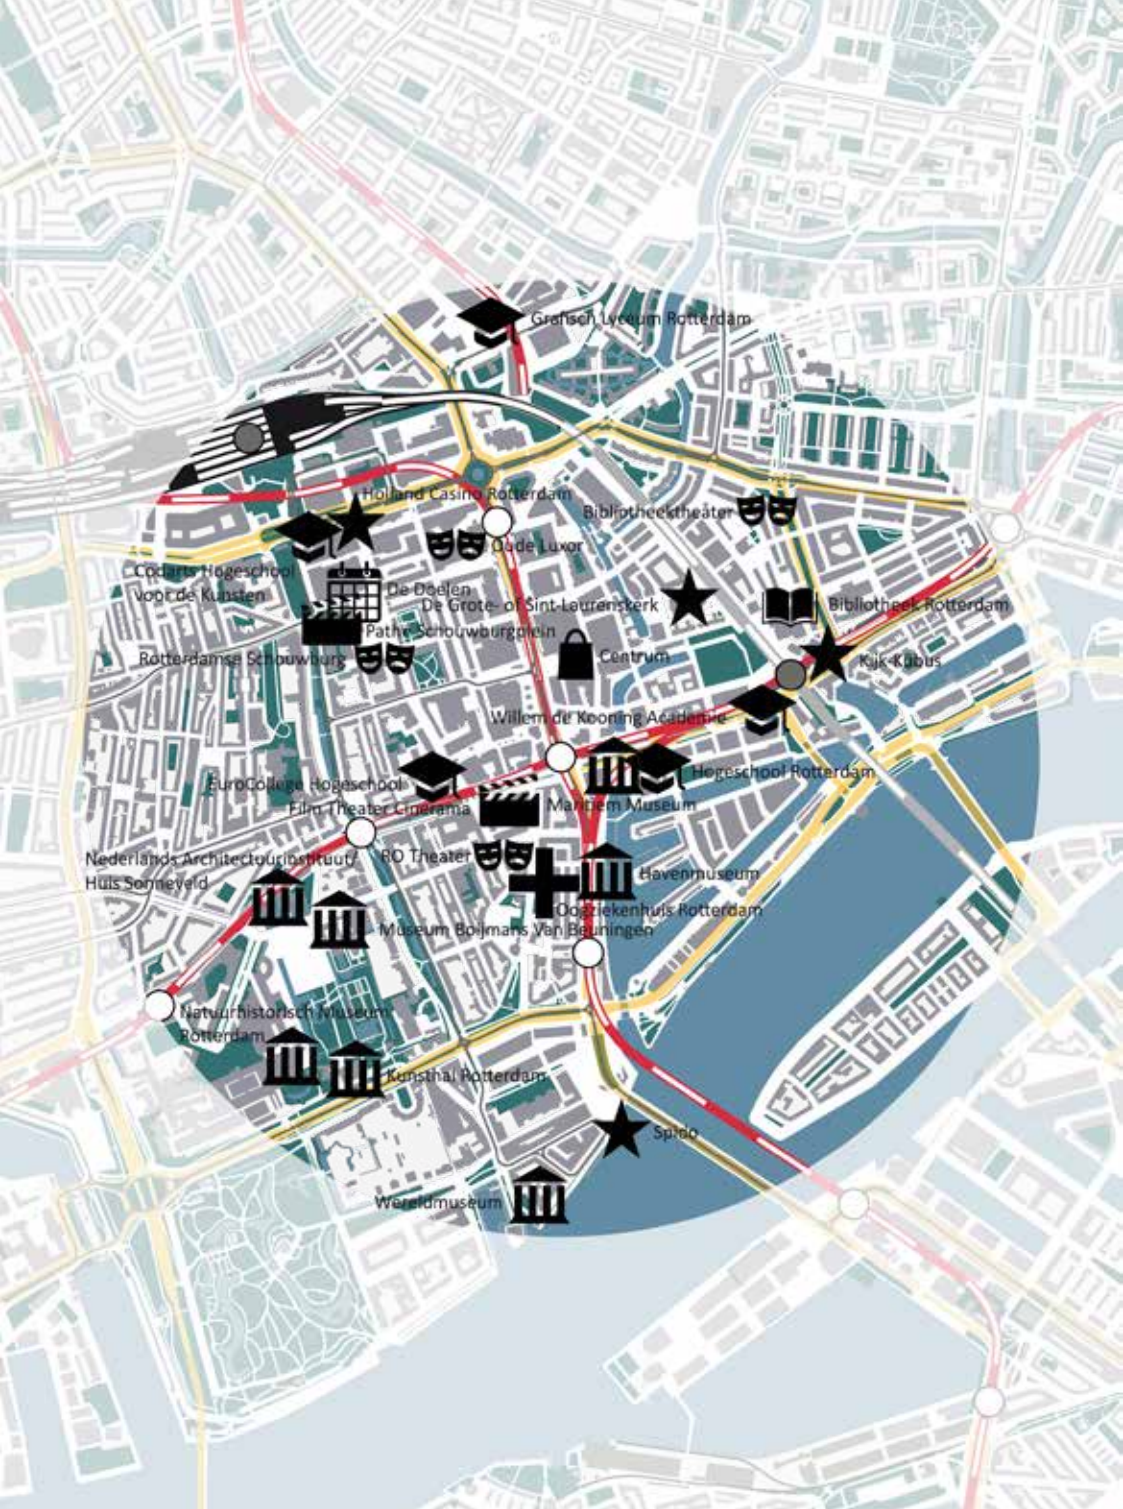 Grafisch Lyceum Rotterdam
Holland Casino Rotterdam
Bibliotheektheater
Oude Luxor
Codarts Hogeschool
voor de Kunsten
De Doelen
De Grote- of Sint-Laurenskerk
Bibliotheek Rotterdam
Pathé Schouwburgplein
Rotterdamse Schouwburg
Centrum
Kijk-Kubus
Willem de Kooning Academie
Hogeschool Rotterdam
EuroCollege Hogeschool
Film Theater Cinerama
Maritiem Museum
RO Theater
Nederlands Architectuurinstituut/
Huis Sonneveld
Havenmuseum
Oogziekenhuis Rotterdam
Museum Boijmans Van Beuningen
Natuurhistorisch Museum
Rotterdam
Kunsthal Rotterdam
Spido
Wereldmuseum